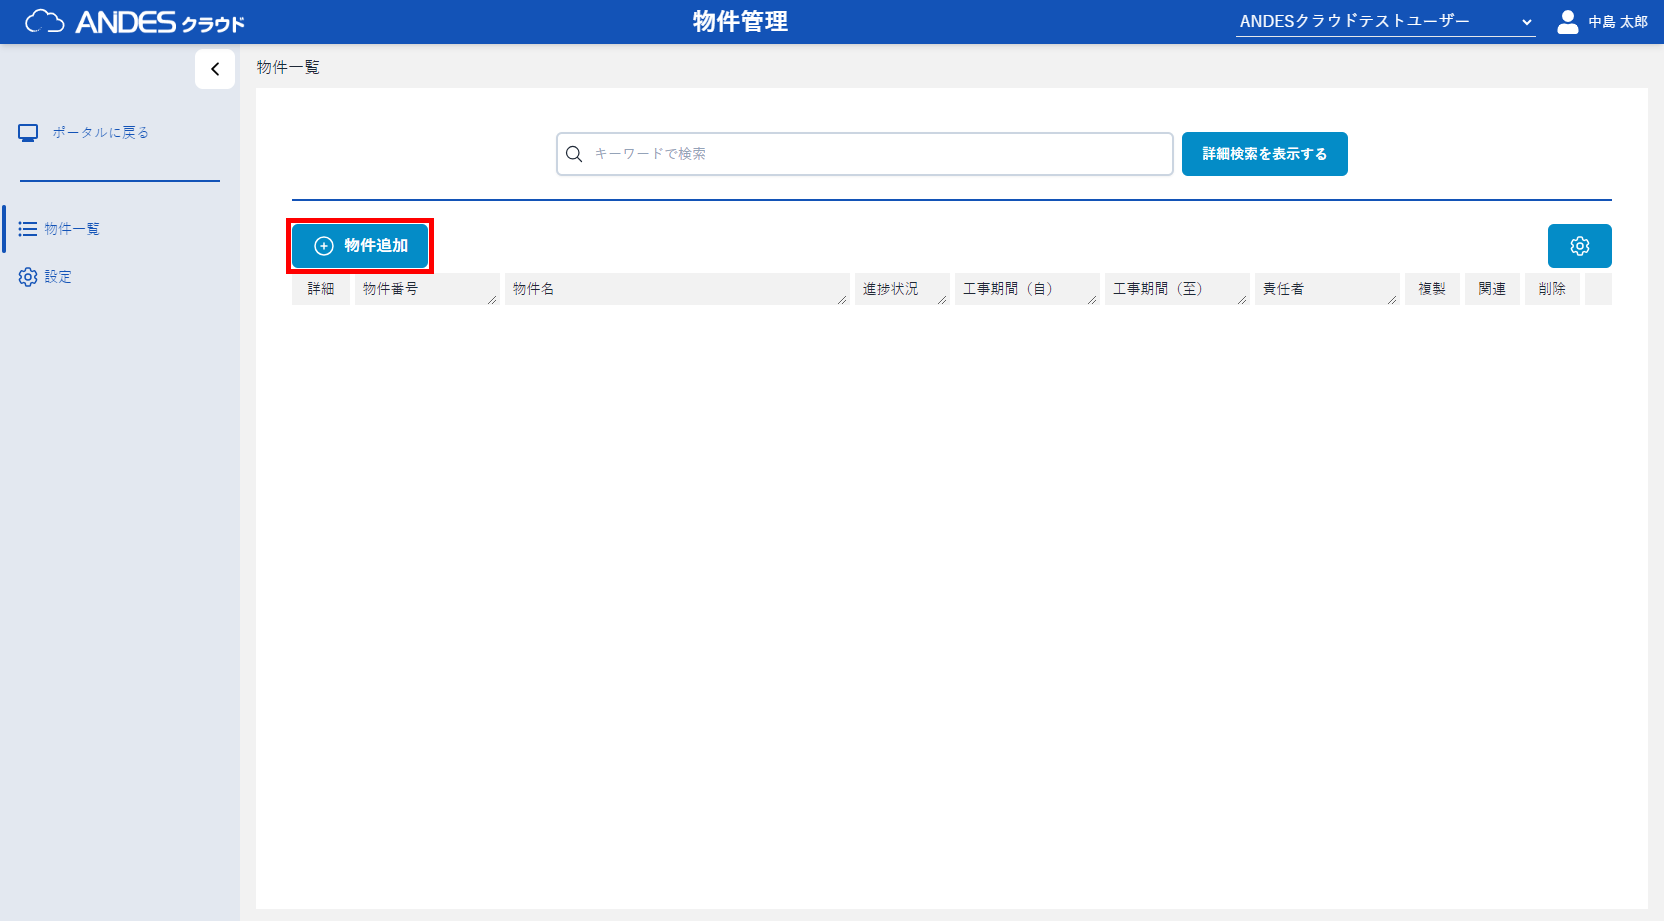 ANDES クラウド
物件管理
ANDESクラウドテストユーザー
中島 太郎
物件一覧
ポータルに戻る
キーワードで検索
詳細検索を表示する
物件一覧
設定
物件追加
詳細 物件番号 物件名 進捗状況 工事期間（自） 工事期間（至） 責任者 複製 関連 削除